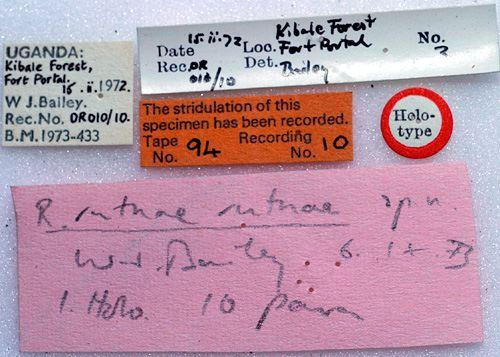 UGANDA:
Kibale Forest,
Fort Portal.
15.ii.1972.
W J. Bailey.
Rec. No. OR010/10.
B.M. 1973-433
Date 15.ii.72 Loc. Kibale Forest
Fort Portal
No. 3
Rec. OR
010/10
Det. Bailey
The stridulation of this
specimen has been recorded.
Tape Recording
No. 94 No. 10
Holo-
type
R. sp n.
W.J. Bailey 6.
1. Holo. 10 para